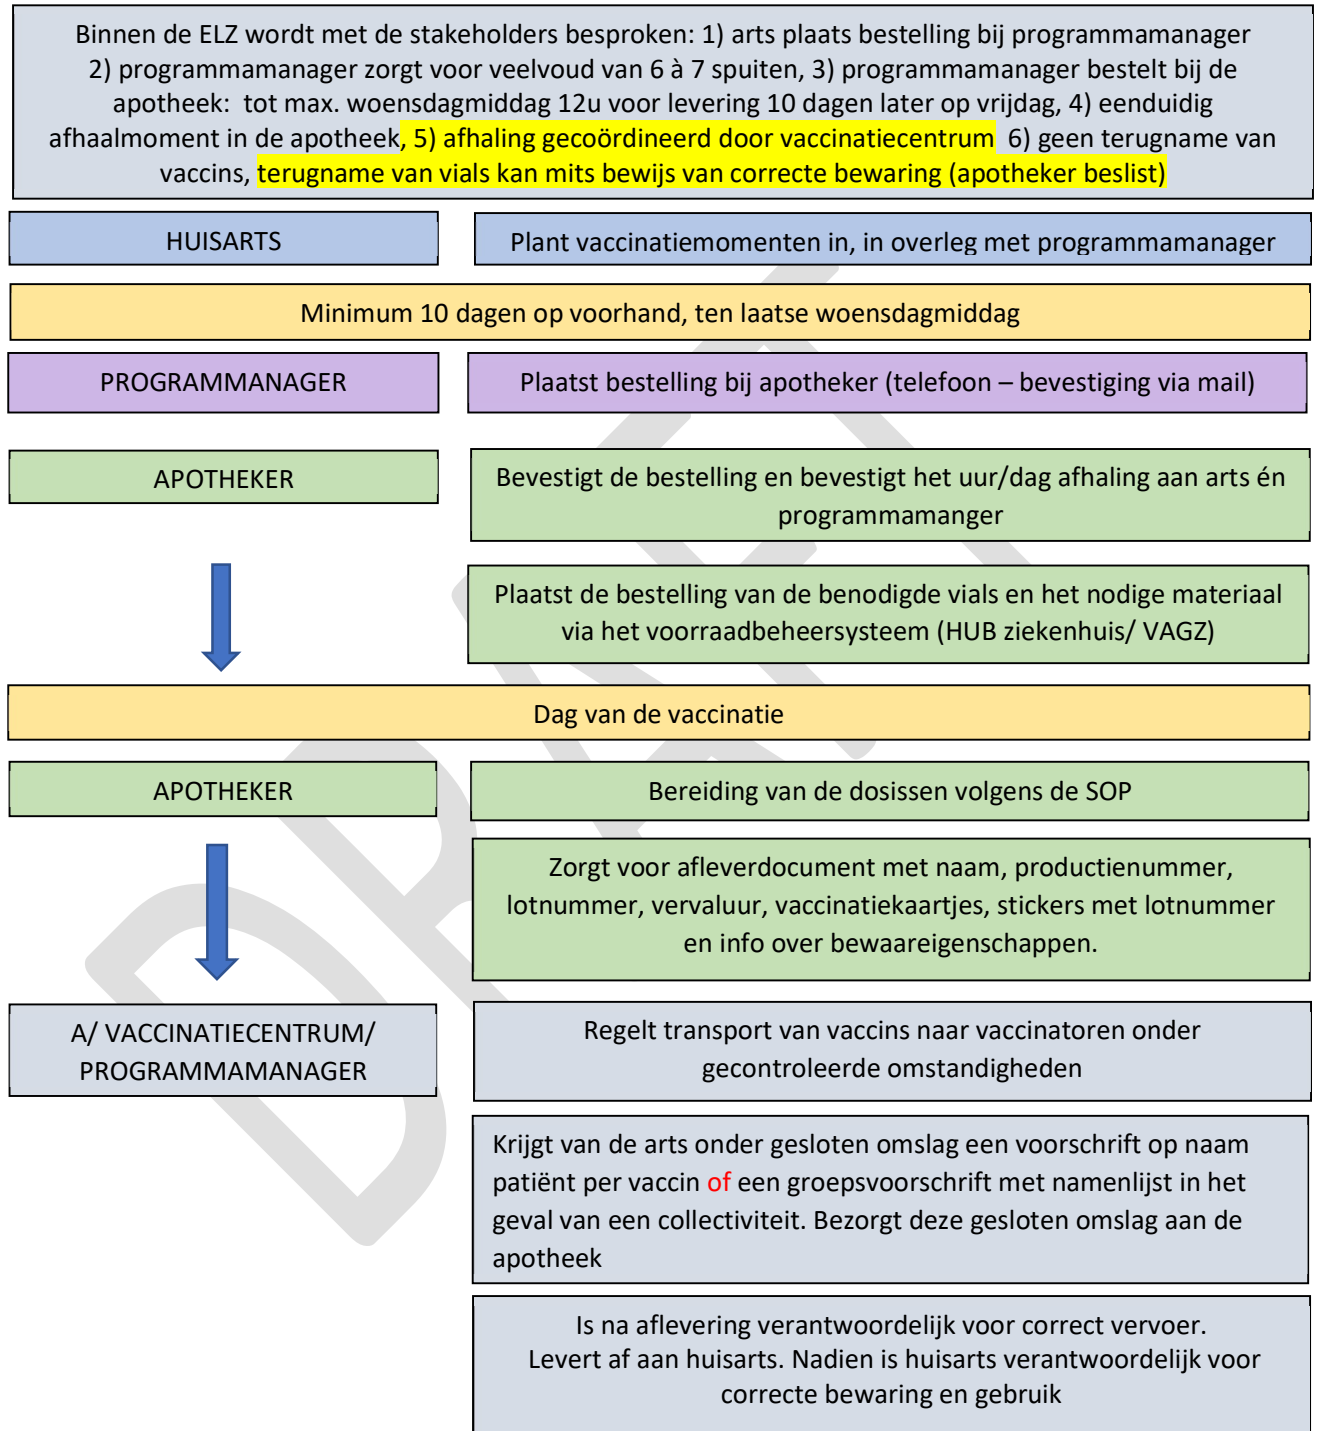 Binnen de ELZ wordt met de stakeholders besproken: 1) arts plaats bestelling bij programmamanager
2) programmamanager zorgt voor veelvoud van 6 à 7 spuiten, 3) programmamanager bestelt bij de
apotheek: tot max. woensdagmiddag 12u voor levering 10 dagen later op vrijdag, 4) eenduidig
afhaalmoment in de apotheek, 5) afhaling gecoördineerd door vaccinatiecentrum 6) geen terugname van
vaccins, terugname van vials kan mits bewijs van correcte bewaring (apotheker beslist)
HUISARTS
Plant vaccinatiemomenten in, in overleg met programmamanager
Minimum 10 dagen op voorhand, ten laatse woensdagmiddag
PROGRAMMANAGER
Plaatst bestelling bij apotheker (telefoon – bevestiging via mail)
APOTHEKER
Bevestigt de bestelling en bevestigt het uur/dag afhaling aan arts én
programmamanger
Plaatst de bestelling van de benodigde vials en het nodige materiaal
via het voorraadbeheersysteem (HUB ziekenhuis/ VAGZ)
Dag van de vaccinatie
APOTHEKER
Bereiding van de dosissen volgens de SOP
Zorgt voor afleverdocument met naam, productienummer,
lotnummer, vervaluur, vaccinatiekaartjes, stickers met lotnummer
en info over bewaareigenschappen.
A/ VACCINATIECENTRUM/
PROGRAMMAMANAGER
Regelt transport van vaccins naar vaccinatoren onder
gecontroleerde omstandigheden
Krijgt van de arts onder gesloten omslag een voorschrift op naam
patiënt per vaccin of een groepsvoorschrift met namenlijst in het
geval van een collectiviteit. Bezorgt deze gesloten omslag aan de
apotheek
Is na aflevering verantwoordelijk voor correct vervoer.
Levert af aan huisarts. Nadien is huisarts verantwoordelijk voor
correcte bewaring en gebruik
DRAFT